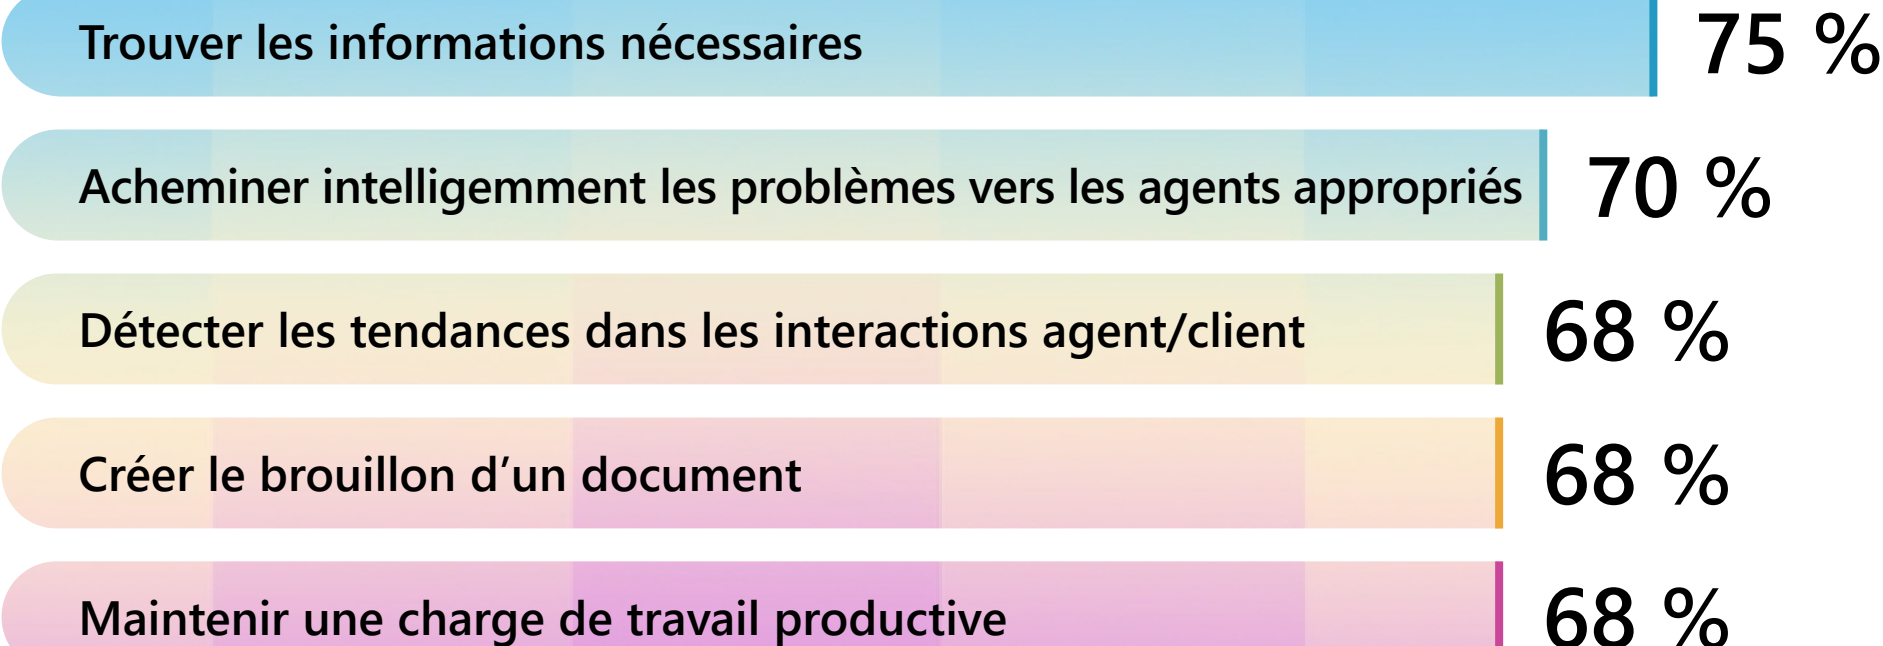 Trouver les informations nécessaires 75 %
Acheminer intelligemment les problèmes vers les agents appropriés 70 %
Détecter les tendances dans les interactions agent/client 68 %
Créer le brouillon d’un document 68 %
Maintenir une charge de travail productive 68 %